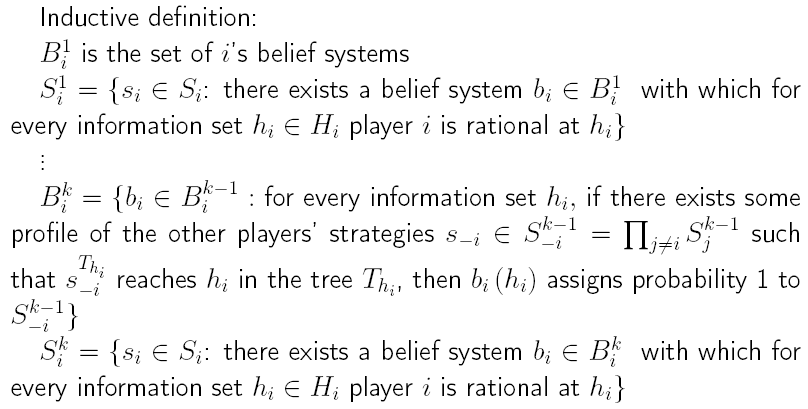 Inductive definition:
$B_i^1$ is the set of $i$'s belief systems
$S_i^1 = \{s_i \in S_i$: there exists a belief system $b_i \in B_i^1$ with which for
every information set $h_i \in H_i$ player $i$ is rational at $h_i\}$
⋮
$B_i^k = \{b_i \in B_i^{k-1}$ : for every information set $h_i$, if there exists some
profile of the other players' strategies $s_{-i} \in S_{-i}^{k-1} = \prod_{j \neq i} S_j^{k-1}$ such
that $s_{-i}^{T_{h_i}}$ reaches $h_i$ in the tree $T_{h_i}$, then $b_i(h_i)$ assigns probability 1 to
$S_{-i}^{k-1}\}$
$S_i^k = \{s_i \in S_i$: there exists a belief system $b_i \in B_i^k$ with which for
every information set $h_i \in H_i$ player $i$ is rational at $h_i\}$